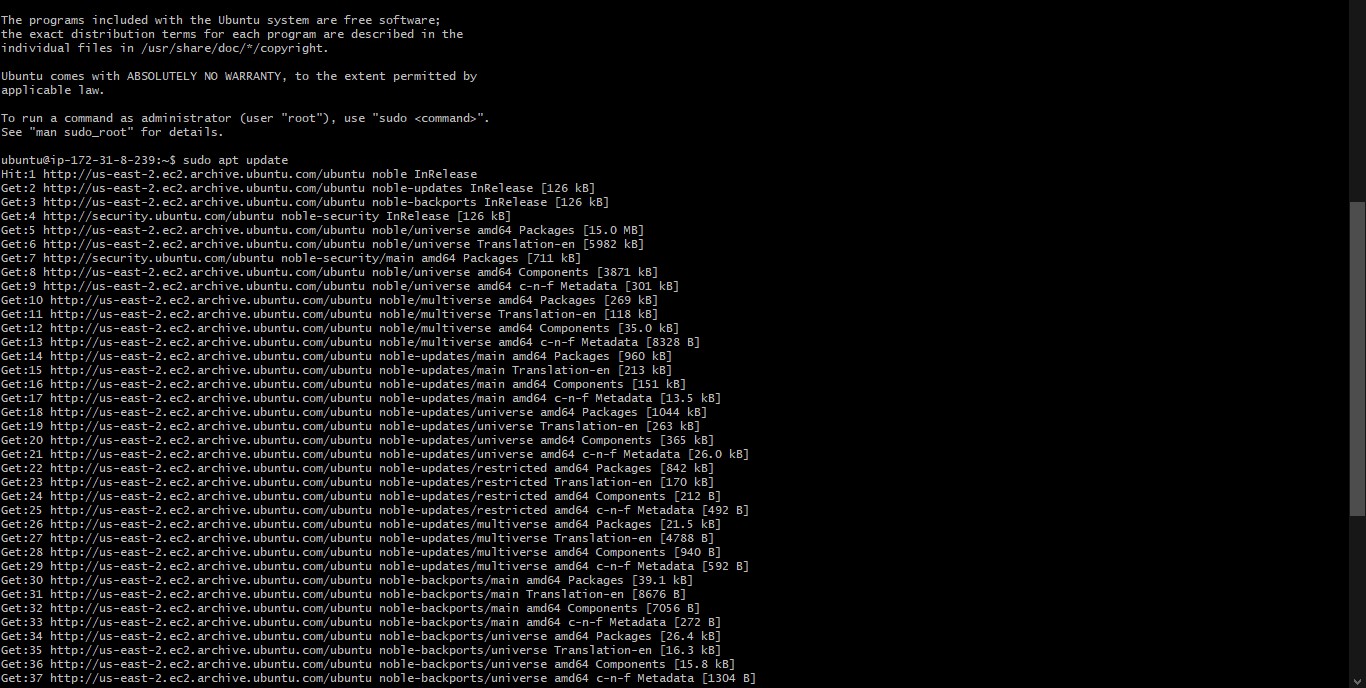 The programs included with the Ubuntu system are free software;
the exact distribution terms for each program are described in the
individual files in /usr/share/doc/*/copyright.
Ubuntu comes with ABSOLUTELY NO WARRANTY, to the extent permitted by
applicable law.
To run a command as administrator (user "root"), use "sudo <command>".
See "man sudo_root" for details.
ubuntu@ip-172-31-8-239:~$ sudo apt update
Hit:1 http://us-east-2.ec2.archive.ubuntu.com/ubuntu noble InRelease
Get:2 http://us-east-2.ec2.archive.ubuntu.com/ubuntu noble-updates InRelease [126 kB]
Get:3 http://us-east-2.ec2.archive.ubuntu.com/ubuntu noble-backports InRelease [126 kB]
Get:4 http://security.ubuntu.com/ubuntu noble-security InRelease [126 kB]
Get:5 http://us-east-2.ec2.archive.ubuntu.com/ubuntu noble/universe amd64 Packages [15.0 MB]
Get:6 http://us-east-2.ec2.archive.ubuntu.com/ubuntu noble/universe Translation-en [5982 kB]
Get:7 http://security.ubuntu.com/ubuntu noble-security/main amd64 Packages [711 kB]
Get:8 http://us-east-2.ec2.archive.ubuntu.com/ubuntu noble/universe amd64 Components [3871 kB]
Get:9 http://us-east-2.ec2.archive.ubuntu.com/ubuntu noble/universe amd64 c-n-f Metadata [301 kB]
Get:10 http://us-east-2.ec2.archive.ubuntu.com/ubuntu noble/multiverse amd64 Packages [269 kB]
Get:11 http://us-east-2.ec2.archive.ubuntu.com/ubuntu noble/multiverse Translation-en [118 kB]
Get:12 http://us-east-2.ec2.archive.ubuntu.com/ubuntu noble/multiverse amd64 Components [35.0 kB]
Get:13 http://us-east-2.ec2.archive.ubuntu.com/ubuntu noble/multiverse amd64 c-n-f Metadata [8328 B]
Get:14 http://us-east-2.ec2.archive.ubuntu.com/ubuntu noble-updates/main amd64 Packages [960 kB]
Get:15 http://us-east-2.ec2.archive.ubuntu.com/ubuntu noble-updates/main Translation-en [213 kB]
Get:16 http://us-east-2.ec2.archive.ubuntu.com/ubuntu noble-updates/main amd64 Components [151 kB]
Get:17 http://us-east-2.ec2.archive.ubuntu.com/ubuntu noble-updates/main amd64 c-n-f Metadata [13.5 kB]
Get:18 http://us-east-2.ec2.archive.ubuntu.com/ubuntu noble-updates/universe amd64 Packages [1044 kB]
Get:19 http://us-east-2.ec2.archive.ubuntu.com/ubuntu noble-updates/universe Translation-en [263 kB]
Get:20 http://us-east-2.ec2.archive.ubuntu.com/ubuntu noble-updates/universe amd64 Components [365 kB]
Get:21 http://us-east-2.ec2.archive.ubuntu.com/ubuntu noble-updates/universe amd64 c-n-f Metadata [26.0 kB]
Get:22 http://us-east-2.ec2.archive.ubuntu.com/ubuntu noble-updates/restricted amd64 Packages [842 kB]
Get:23 http://us-east-2.ec2.archive.ubuntu.com/ubuntu noble-updates/restricted Translation-en [170 kB]
Get:24 http://us-east-2.ec2.archive.ubuntu.com/ubuntu noble-updates/restricted amd64 Components [212 B]
Get:25 http://us-east-2.ec2.archive.ubuntu.com/ubuntu noble-updates/restricted amd64 c-n-f Metadata [492 B]
Get:26 http://us-east-2.ec2.archive.ubuntu.com/ubuntu noble-updates/multiverse amd64 Packages [21.5 kB]
Get:27 http://us-east-2.ec2.archive.ubuntu.com/ubuntu noble-updates/multiverse Translation-en [4788 B]
Get:28 http://us-east-2.ec2.archive.ubuntu.com/ubuntu noble-updates/multiverse amd64 Components [940 B]
Get:29 http://us-east-2.ec2.archive.ubuntu.com/ubuntu noble-updates/multiverse amd64 c-n-f Metadata [592 B]
Get:30 http://us-east-2.ec2.archive.ubuntu.com/ubuntu noble-backports/main amd64 Packages [39.1 kB]
Get:31 http://us-east-2.ec2.archive.ubuntu.com/ubuntu noble-backports/main Translation-en [8676 B]
Get:32 http://us-east-2.ec2.archive.ubuntu.com/ubuntu noble-backports/main amd64 Components [7056 B]
Get:33 http://us-east-2.ec2.archive.ubuntu.com/ubuntu noble-backports/main amd64 c-n-f Metadata [272 B]
Get:34 http://us-east-2.ec2.archive.ubuntu.com/ubuntu noble-backports/universe amd64 Packages [26.4 kB]
Get:35 http://us-east-2.ec2.archive.ubuntu.com/ubuntu noble-backports/universe Translation-en [16.3 kB]
Get:36 http://us-east-2.ec2.archive.ubuntu.com/ubuntu noble-backports/universe amd64 Components [15.8 kB]
Get:37 http://us-east-2.ec2.archive.ubuntu.com/ubuntu noble-backports/universe amd64 c-n-f Metadata [1304 B]